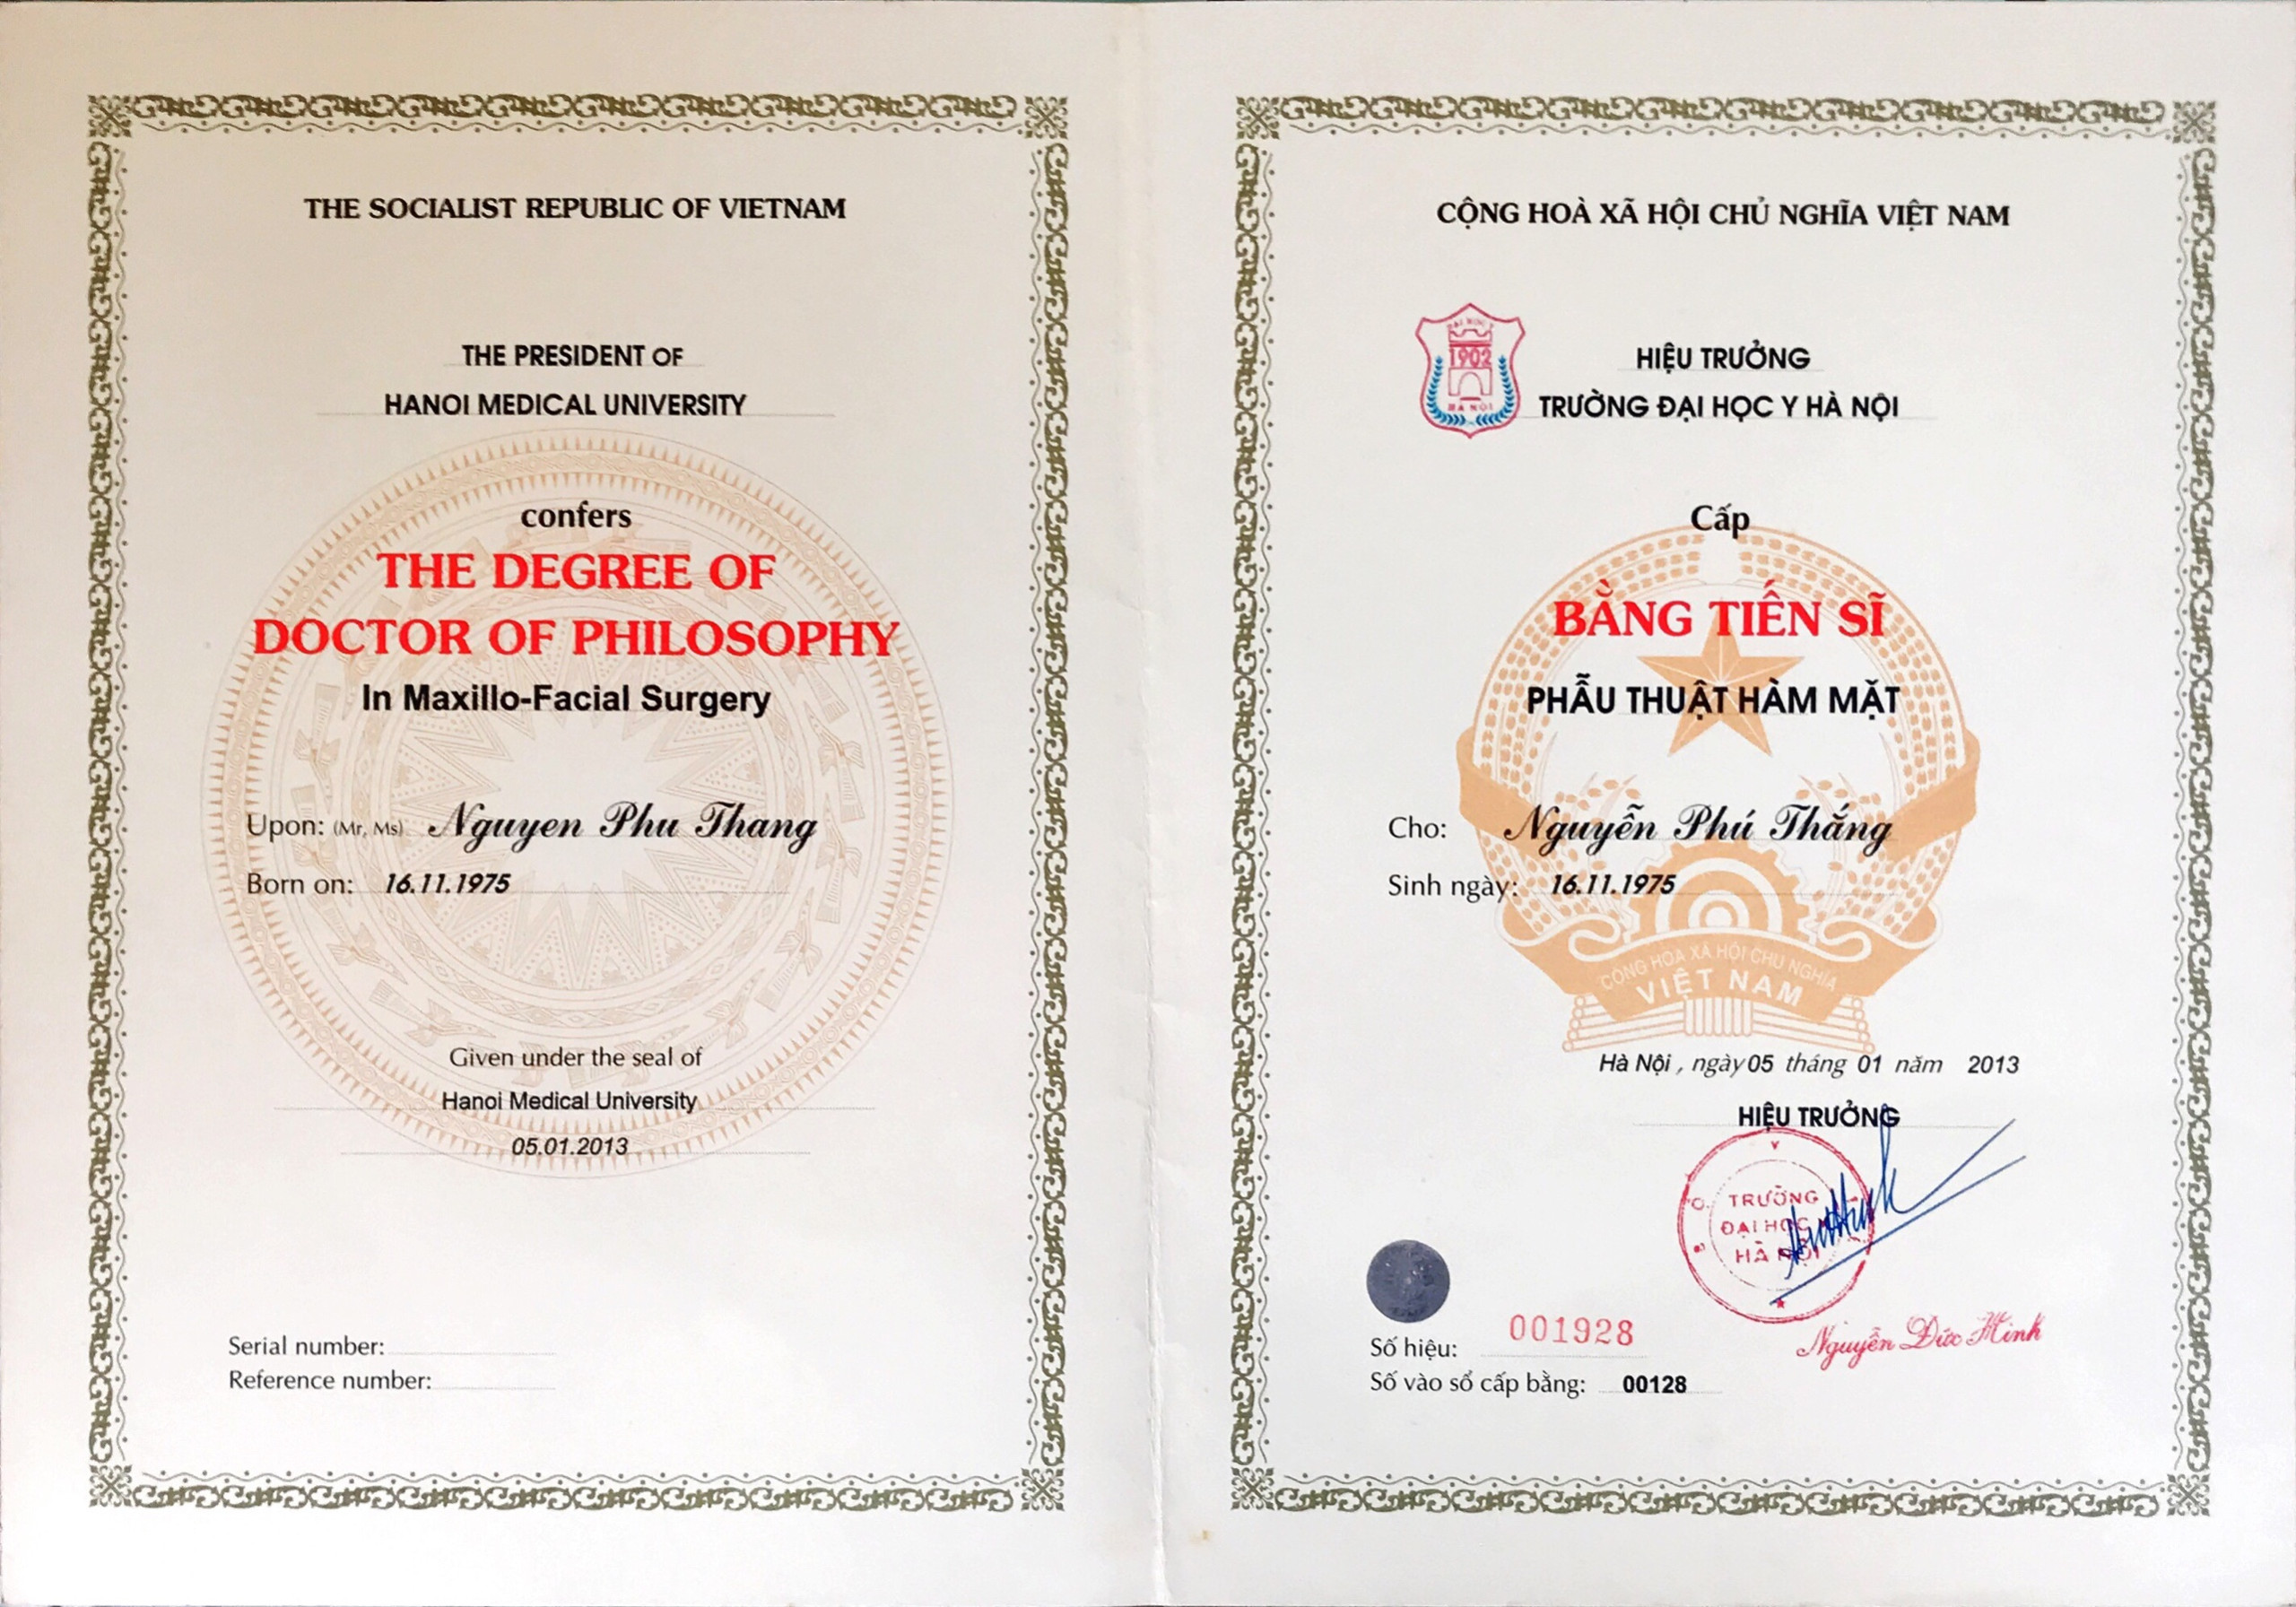 THE SOCIALIST REPUBLIC OF VIETNAM
THE PRESIDENT OF
HANOI MEDICAL UNIVERSITY
confers
THE DEGREE OF
DOCTOR OF PHILOSOPHY
In Maxillo-Facial Surgery
Upon: (Mr, Ms) Nguyen Phu Thang
Born on: 16.11.1975
Given under the seal of
Hanoi Medical University
05.01.2013
Serial number:
Reference number:
CỘNG HOÀ XÃ HỘI CHỦ NGHĨA VIỆT NAM
ĐẠI HỌC Y
1902
HÀ NỘI
HIỆU TRƯỞNG
TRƯỜNG ĐẠI HỌC Y HÀ NỘI
Cấp
BẰNG TIẾN SĨ
PHẪU THUẬT HÀM MẶT
Cho: Nguyễn Phú Thắng
Sinh ngày: 16.11.1975
CỘNG HÒA XÃ HỘI CHỦ NGHĨA
VIỆT NAM
Hà Nội, ngày 05 tháng 01 năm 2013
HIỆU TRƯỞNG
TRƯỜNG
ĐẠI HỌC
HÀ NỘI
Nguyễn Đức Hinh
Số hiệu: 001928
Số vào sổ cấp bằng: 00128